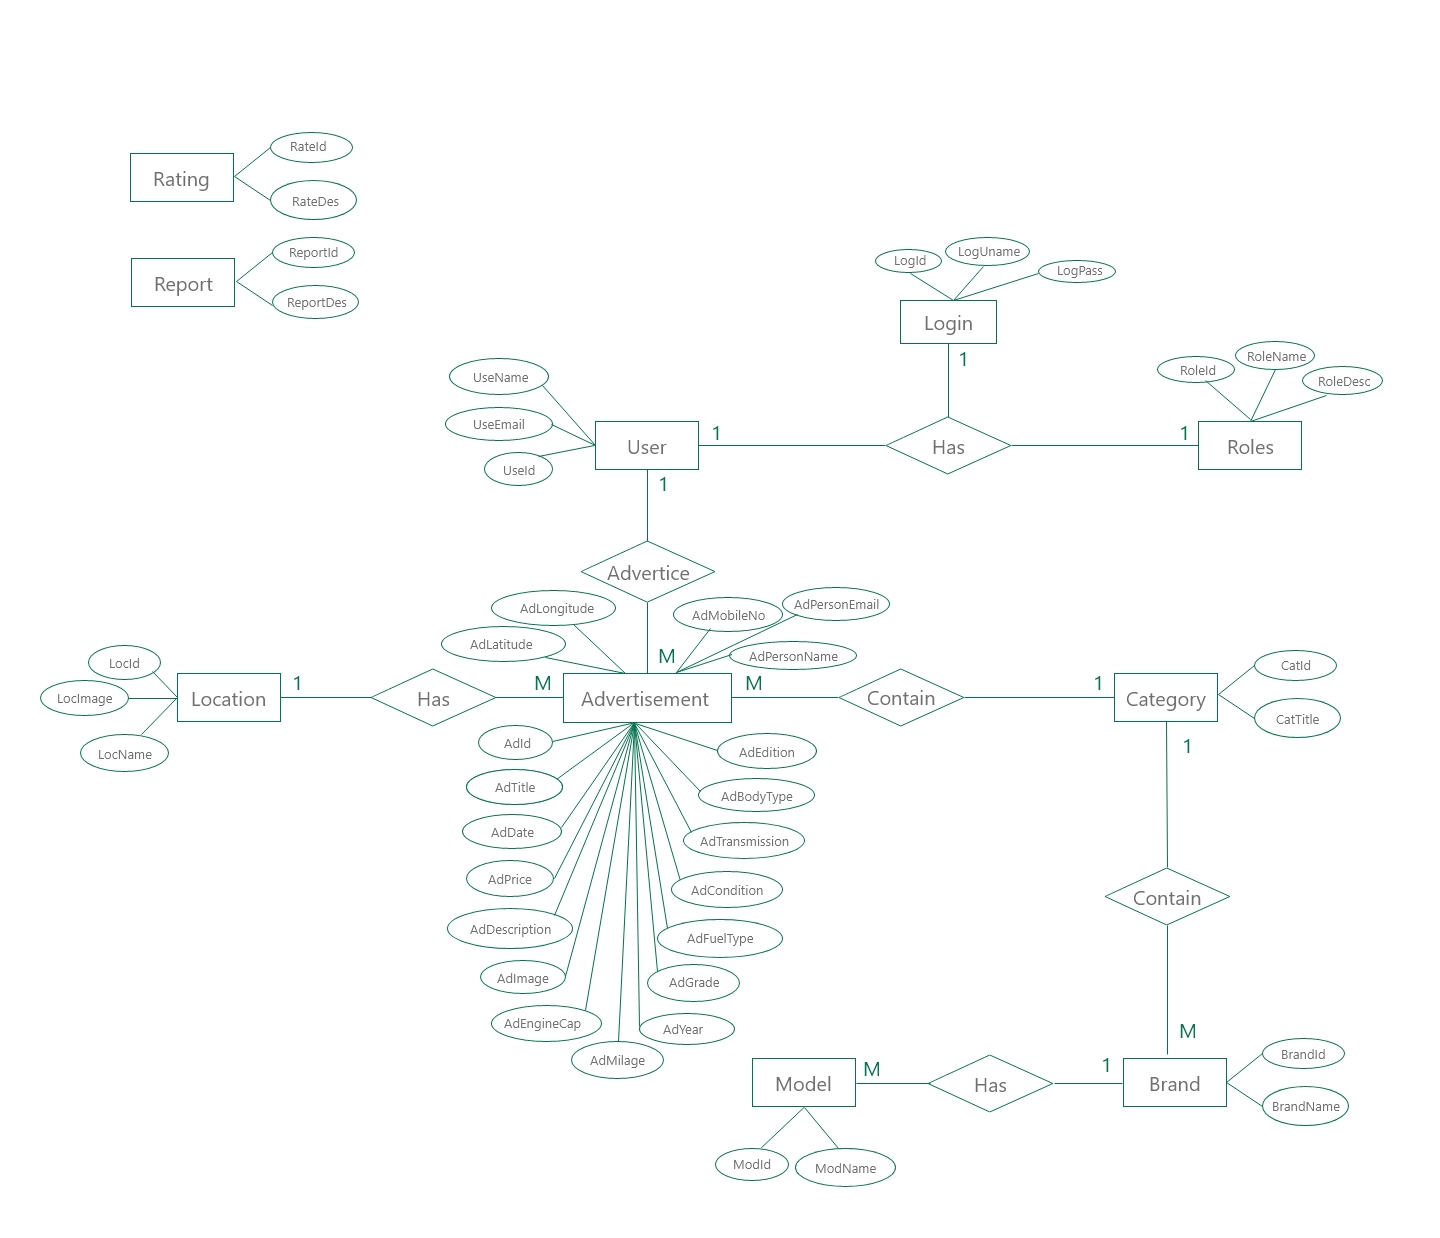 RateId
Rating
RateDes
ReportId
Report
ReportDes
LogId
LogUname
LogPass
Login
1
UseName
UseEmail
UseId
User
1
Has
1
Roles
RoleId
RoleName
RoleDesc
1
Advertice
AdLongitude
AdLatitude
AdMobileNo
AdPersonEmail
AdPersonName
M
LocId
LocImage
LocName
Location
1
Has
M
Advertisement
M
Contain
1
Category
CatId
CatTitle
1
AdId
AdTitle
AdDate
AdPrice
AdDescription
AdImage
AdEngineCap
AdMilage
AdEdition
AdBodyType
AdTransmission
AdCondition
AdFuelType
AdGrade
AdYear
Contain
M
Model
M
Has
1
Brand
BrandId
BrandName
ModId
ModName